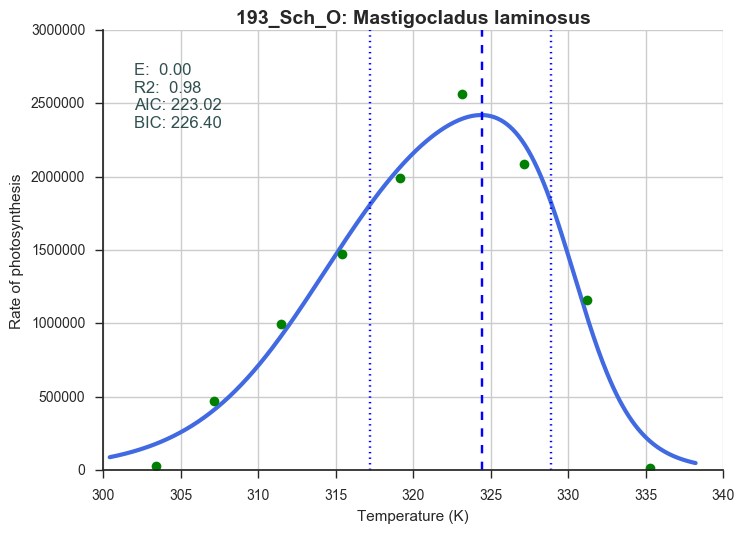 193_Sch_O: Mastigocladus laminosus
E:  0.00
R2:  0.98
AIC: 223.02
BIC: 226.40
Rate of photosynthesis
3000000
2500000
2000000
1500000
1000000
500000
0
300 305 310 315 320 325 330 335 340
Temperature (K)